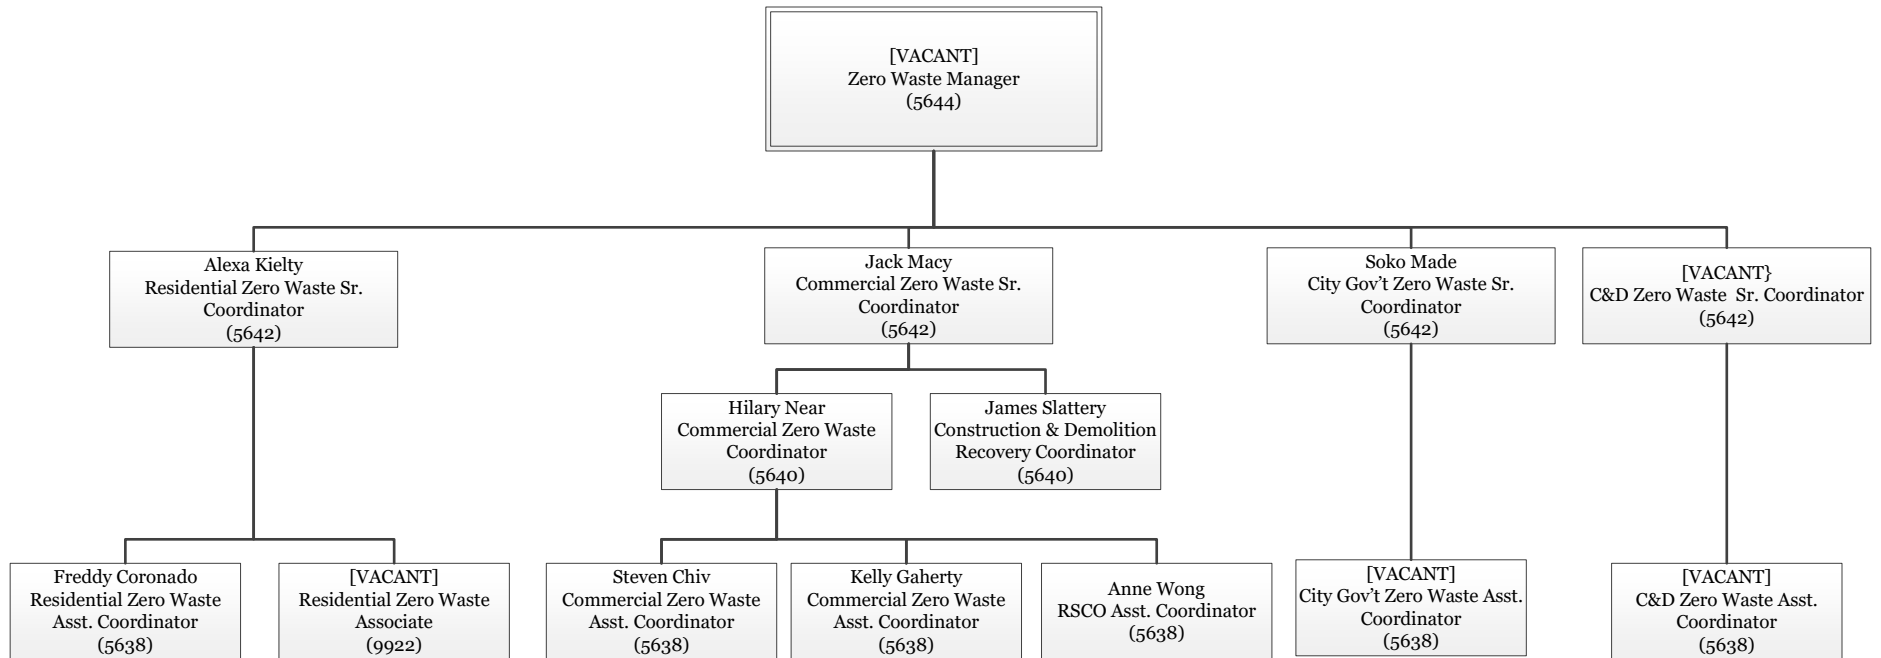 [VACANT]
Zero Waste Manager
(5644)
Alexa Kielty
Residential Zero Waste Sr.
Coordinator
(5642)
Jack Macy
Commercial Zero Waste Sr.
Coordinator
(5642)
Soko Made
City Gov’t Zero Waste Sr.
Coordinator
(5642)
[VACANT}
C&D Zero Waste  Sr. Coordinator
(5642)
Hilary Near
Commercial Zero Waste
Coordinator
(5640)
James Slattery
Construction & Demolition
Recovery Coordinator
(5640)
Freddy Coronado
Residential Zero Waste
Asst. Coordinator
(5638)
[VACANT]
Residential Zero Waste
Associate
(9922)
Steven Chiv
Commercial Zero Waste
Asst. Coordinator
(5638)
Kelly Gaherty
Commercial Zero Waste
Asst. Coordinator
(5638)
Anne Wong
RSCO Asst. Coordinator
(5638)
[VACANT]
City Gov’t Zero Waste Asst.
Coordinator
(5638)
[VACANT]
C&D Zero Waste Asst.
Coordinator
(5638)